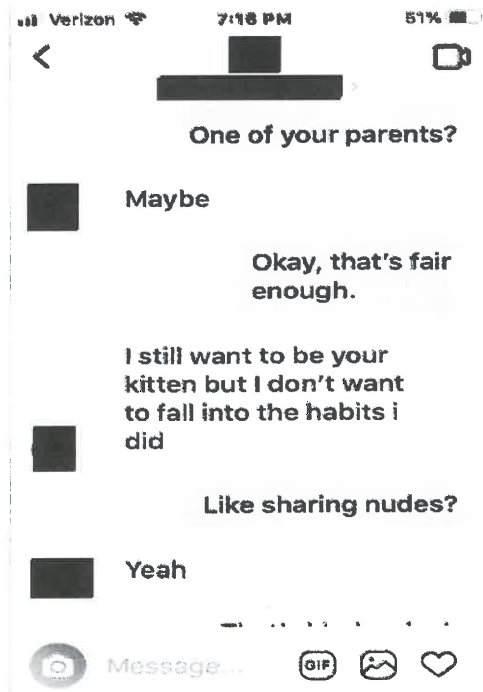 Verizon 7:18 PM 51%
One of your parents?
Maybe
Okay, that's fair
enough.
I still want to be your
kitten but I don't want
to fall into the habits i
did
Like sharing nudes?
Yeah
Message...
GIF